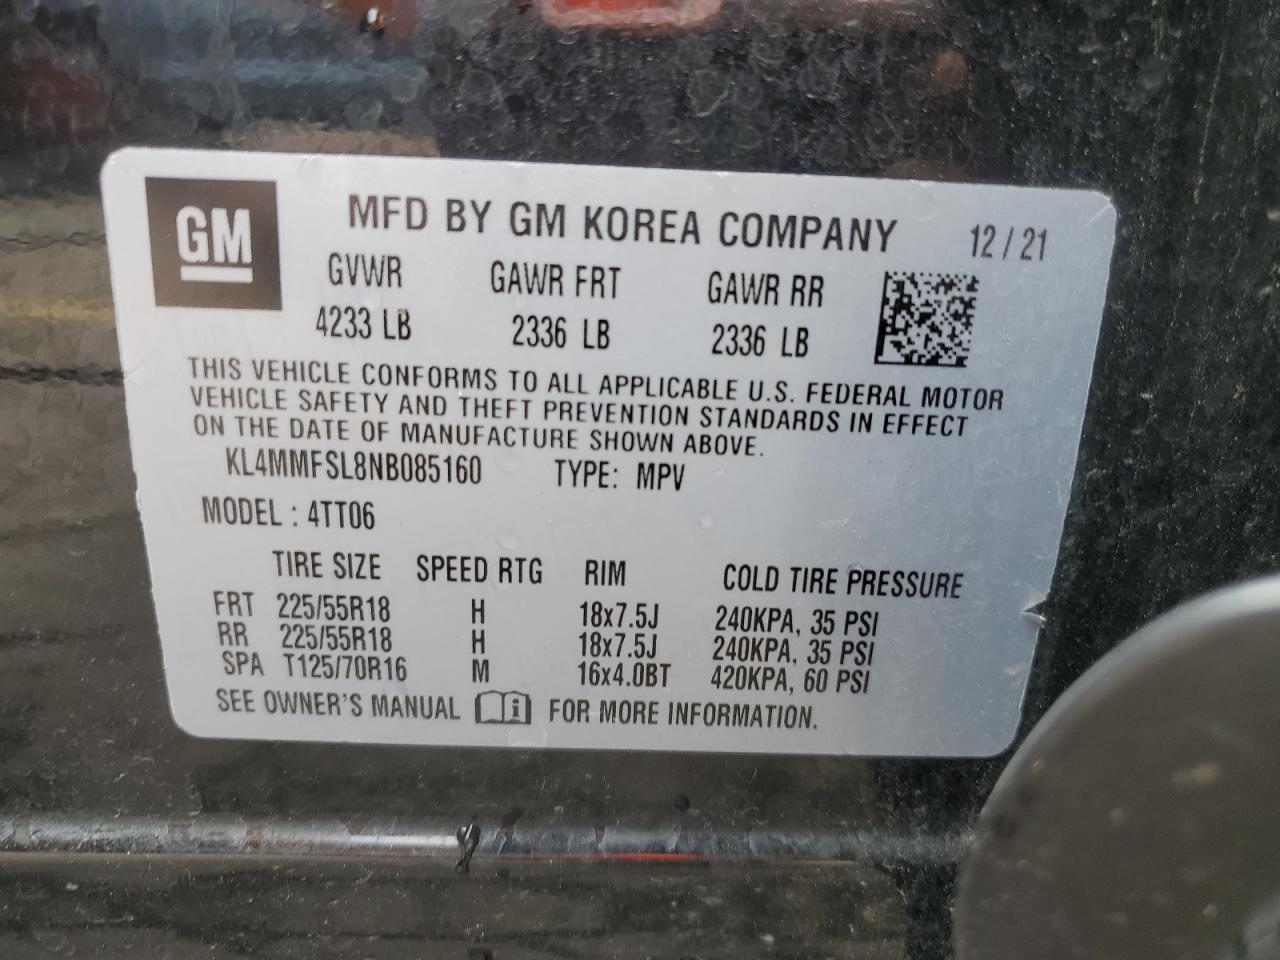 GM
MFD BY GM KOREA COMPANY 12/21
GVWR GAWR FRT GAWR RR
4233 LB 2336 LB 2336 LB
THIS VEHICLE CONFORMS TO ALL APPLICABLE U.S. FEDERAL MOTOR
VEHICLE SAFETY AND THEFT PREVENTION STANDARDS IN EFFECT
ON THE DATE OF MANUFACTURE SHOWN ABOVE.
KL4MMFSL8NB085160 TYPE: MPV
MODEL : 4TT06
TIRE SIZE SPEED RTG RIM COLD TIRE PRESSURE
FRT 225/55R18 H 18x7.5J 240KPA, 35 PSI
RR 225/55R18 H 18x7.5J 240KPA, 35 PSI
SPA T125/70R16 M 16x4.0BT 420KPA, 60 PSI
SEE OWNER'S MANUAL i FOR MORE INFORMATION.